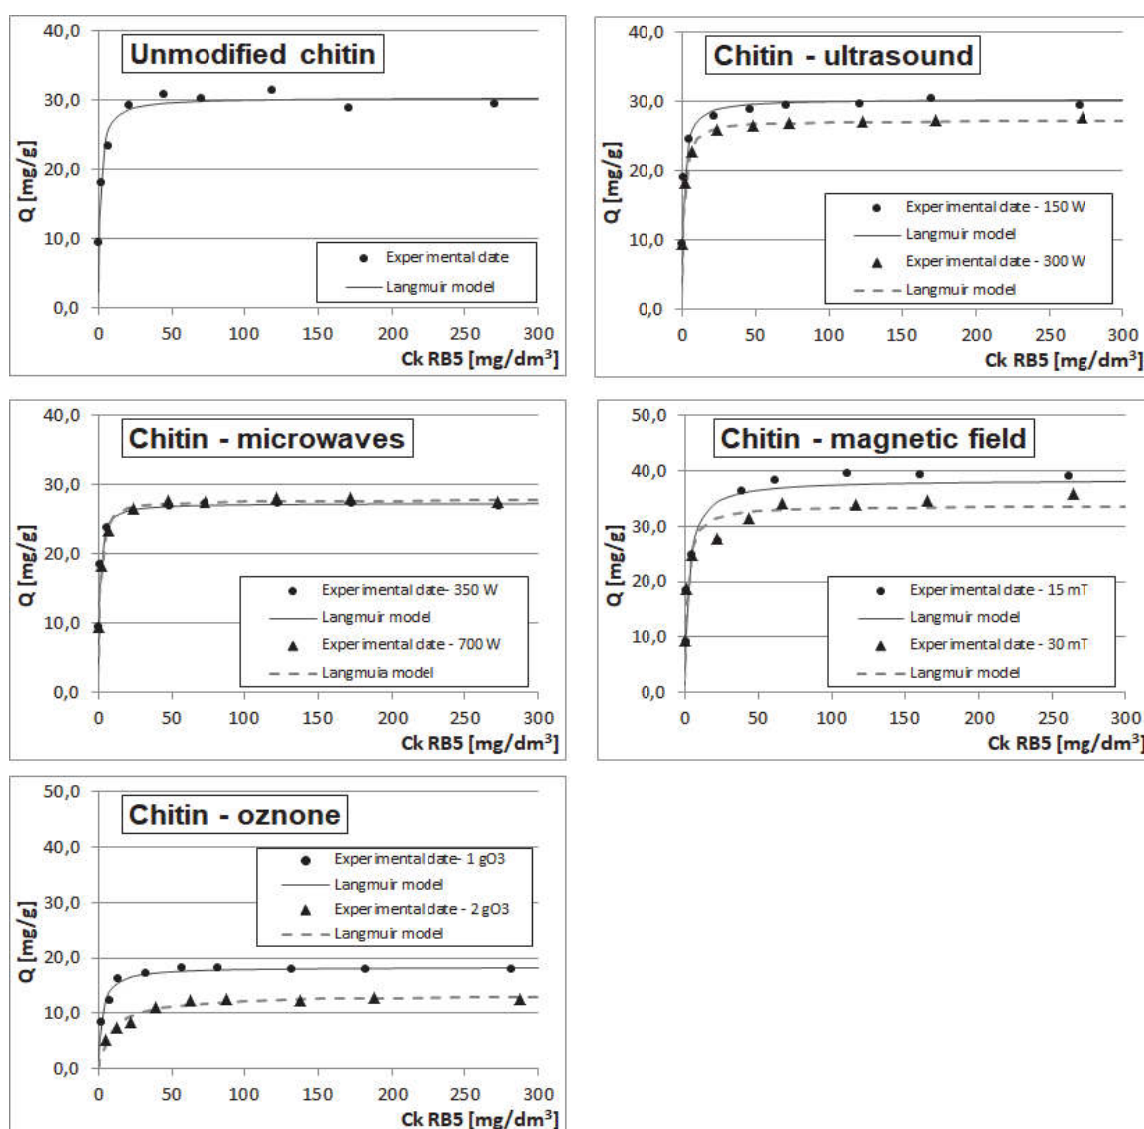 Unmodified chitin
40,0
30,0
20,0
10,0
0,0
Q [mg/g]
Experimental date
Langmuir model
0 50 100 150 200 250 300
Ck RB5 [mg/dm³]
Chitin - ultrasound
40,0
30,0
20,0
10,0
0,0
Q [mg/g]
Experimental date - 150 W
Langmuir model
Experimental date - 300 W
Langmuir model
0 50 100 150 200 250 300
Ck RB5 [mg/dm³]
Chitin - microwaves
40,0
30,0
20,0
10,0
0,0
Q [mg/g]
Experimental date- 350 W
Langmuir model
Experimental date - 700 W
Langmuia model
0 50 100 150 200 250 300
Ck RB5 [mg/dm³]
Chitin - magnetic field
50,0
40,0
30,0
20,0
10,0
0,0
Q [mg/g]
Experimental date - 15 mT
Langmuir model
Experimental date - 30 mT
Langmuir model
0 50 100 150 200 250 300
Ck RB5 [mg/dm³]
Chitin - oznone
50,0
40,0
30,0
20,0
10,0
0,0
Q [mg/g]
Experimental date- 1 gO3
Langmuir model
Experimental date - 2 gO3
Langmuir model
0 50 100 150 200 250 300
Ck RB5 [mg/dm³]